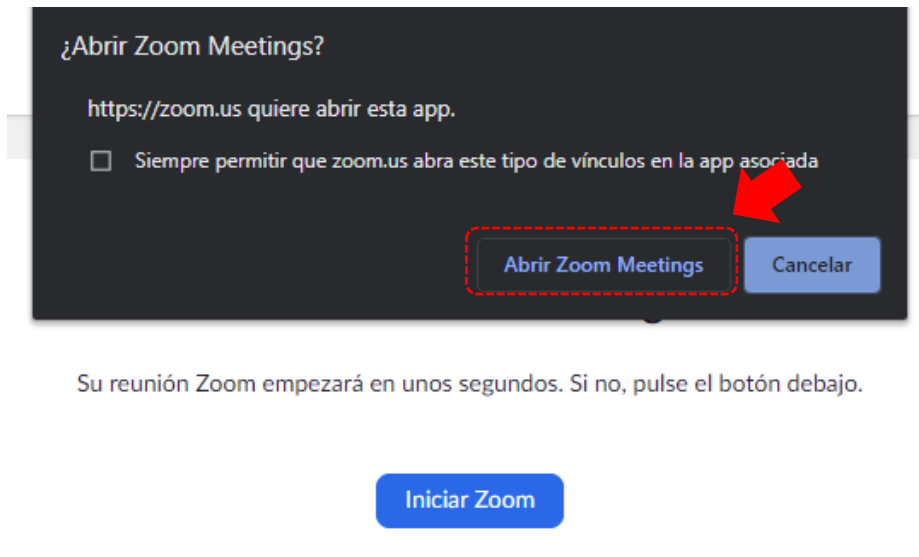 ¿Abrir Zoom Meetings?
https://zoom.us quiere abrir esta app.
Siempre permitir que zoom.us abra este tipo de vínculos en la app asociada
Abrir Zoom Meetings
Cancelar
Su reunión Zoom empezará en unos segundos. Si no, pulse el botón debajo.
Iniciar Zoom